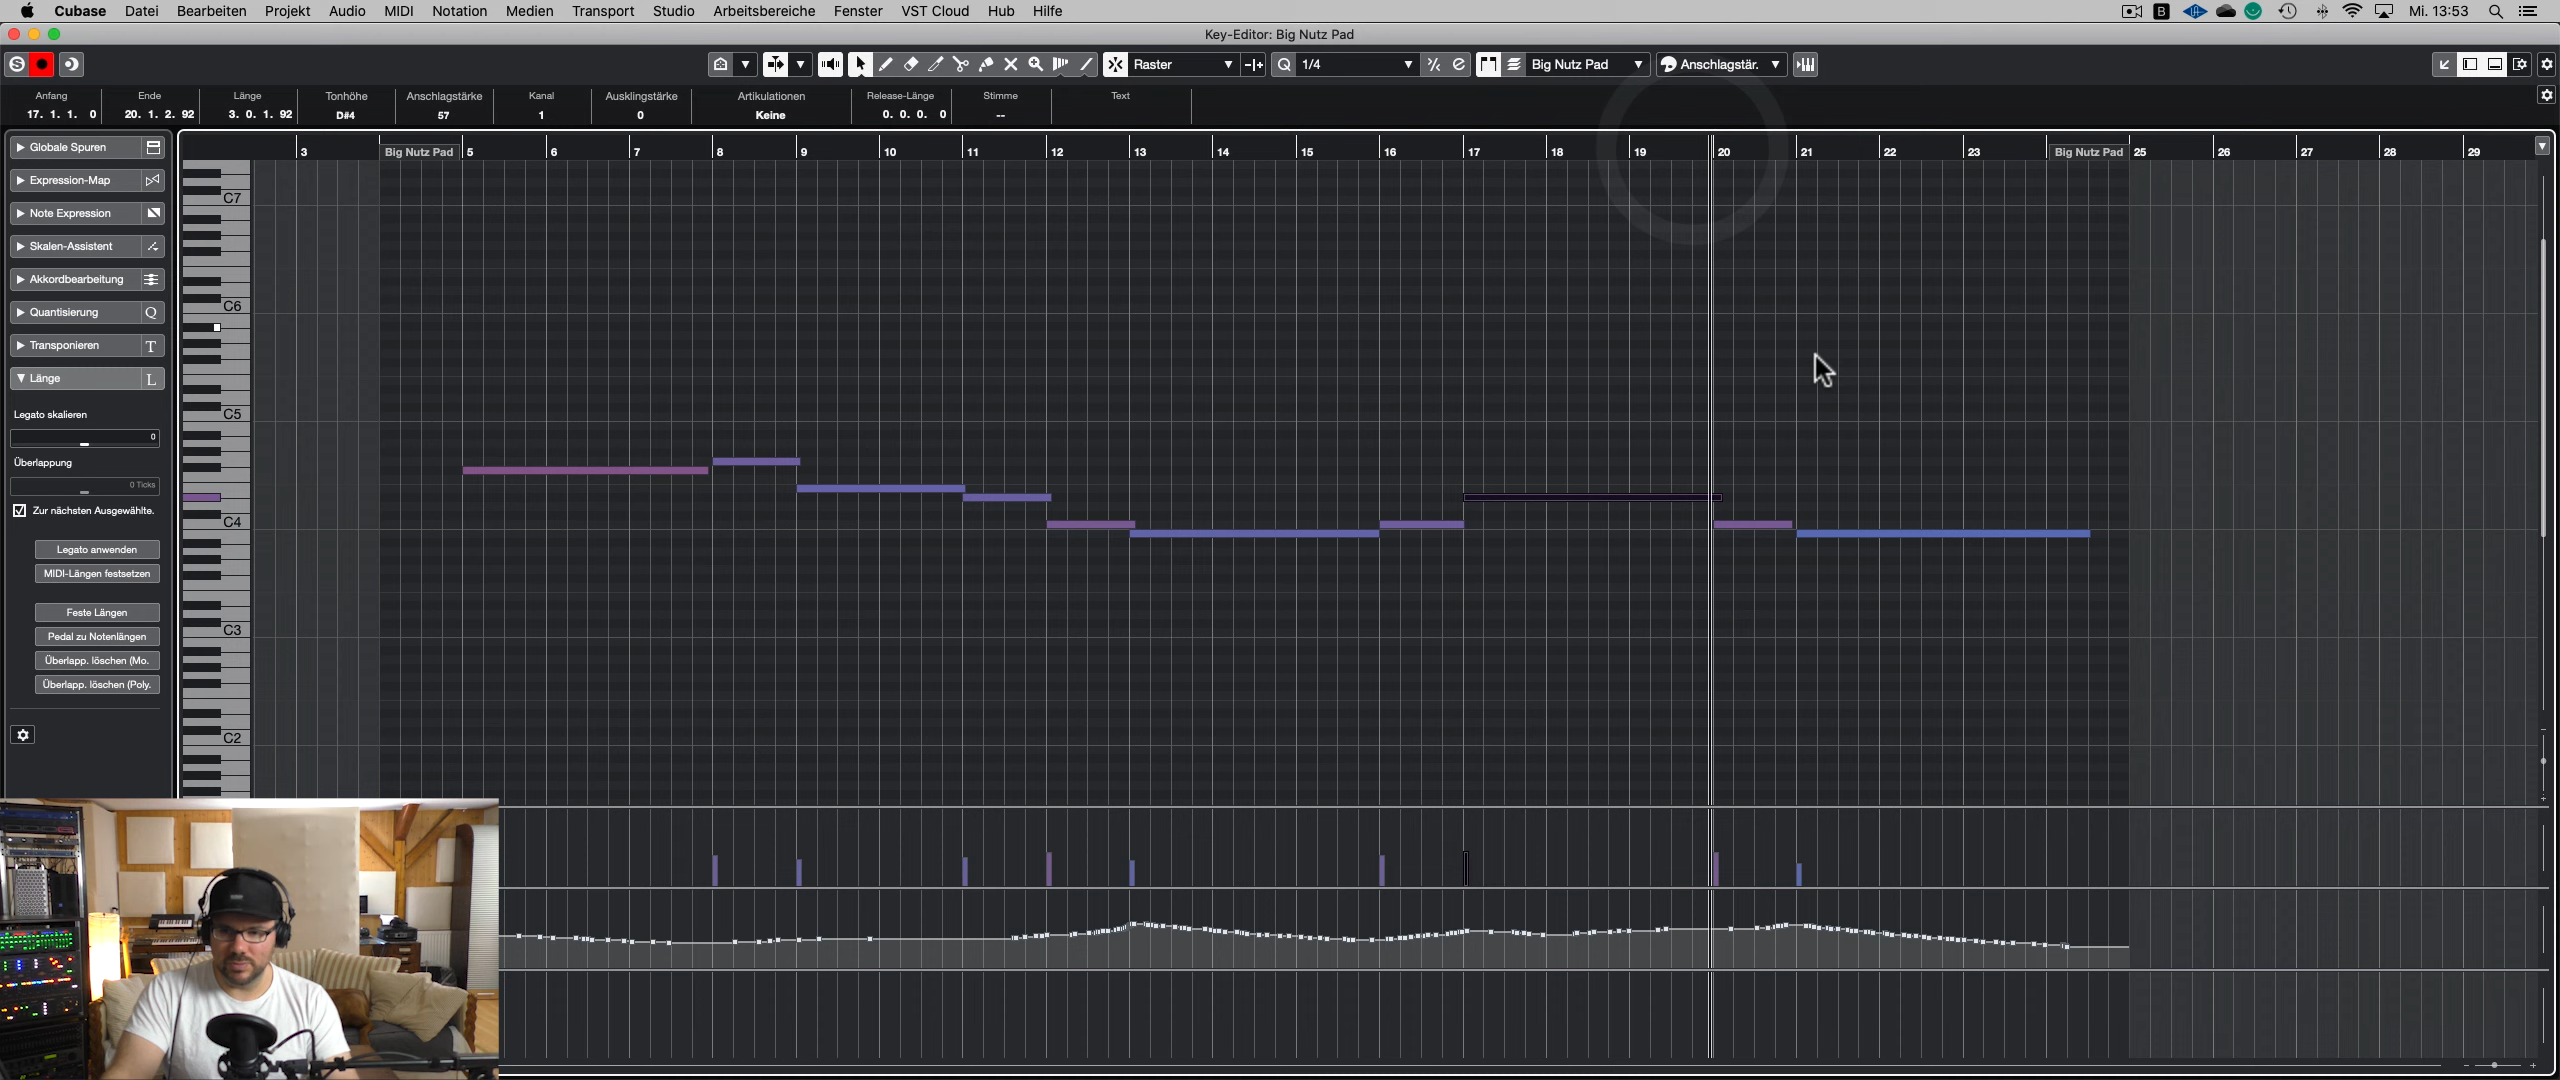 Cubase Datei Bearbeiten Projekt Audio MIDI Notation Medien Transport Studio Arbeitsbereiche Fenster VST Cloud Hub Hilfe Mi. 13:53
Key-Editor: Big Nutz Pad
Raster Q 1/4 Big Nutz Pad Anschlagstär.
Anfang Ende Länge Tonhöhe Anschlagstärke Kanal Ausklingstärke Artikulationen Release-Länge Stimme Text
17. 1. 1. 0 20. 1. 2. 92 3. 0. 1. 92 D#4 57 1 0 Keine 0. 0. 0. 0 --
Globale Spuren
3 Big Nutz Pad 5 6 7 8 9 10 11 12 13 14 15 16 17 18 19 20 21 22 23 Big Nutz Pad 25 26 27 28 29
Expression-Map
C7
Note Expression
Skalen-Assistent
Akkordbearbeitung
C6
Quantisierung Q
Transponieren T
Länge L
Legato skalieren
C5
0
Überlappung
0 Ticks
Zur nächsten Ausgewählte.
C4
Legato anwenden
MIDI-Längen festsetzen
Feste Längen
C3
Pedal zu Notenlängen
Überlapp. löschen (Mo.
Überlapp. löschen (Poly.
C2